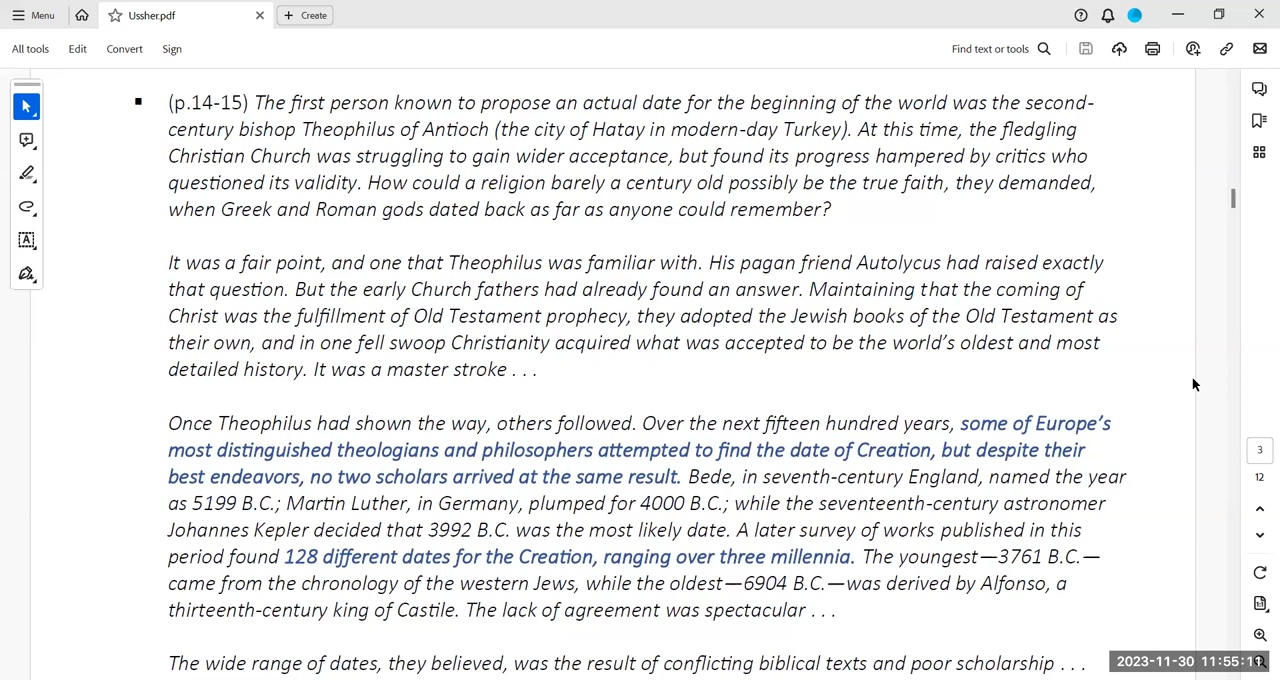 Menu
Ussher.pdf
Create
All tools
Edit
Convert
Sign
Find text or tools
(p.14-15) The first person known to propose an actual date for the beginning of the world was the second-
century bishop Theophilus of Antioch (the city of Hatay in modern-day Turkey). At this time, the fledgling
Christian Church was struggling to gain wider acceptance, but found its progress hampered by critics who
questioned its validity. How could a religion barely a century old possibly be the true faith, they demanded,
when Greek and Roman gods dated back as far as anyone could remember?
It was a fair point, and one that Theophilus was familiar with. His pagan friend Autolycus had raised exactly
that question. But the early Church fathers had already found an answer. Maintaining that the coming of
Christ was the fulfillment of Old Testament prophecy, they adopted the Jewish books of the Old Testament as
their own, and in one fell swoop Christianity acquired what was accepted to be the world's oldest and most
detailed history. It was a master stroke . . .
Once Theophilus had shown the way, others followed. Over the next fifteen hundred years, some of Europe's
most distinguished theologians and philosophers attempted to find the date of Creation, but despite their
best endeavors, no two scholars arrived at the same result. Bede, in seventh-century England, named the year
as 5199 B.C.; Martin Luther, in Germany, plumped for 4000 B.C.; while the seventeenth-century astronomer
Johannes Kepler decided that 3992 B.C. was the most likely date. A later survey of works published in this
period found 128 different dates for the Creation, ranging over three millennia. The youngest—3761 B.C.—
came from the chronology of the western Jews, while the oldest—6904 B.C.—was derived by Alfonso, a
thirteenth-century king of Castile. The lack of agreement was spectacular . . .
The wide range of dates, they believed, was the result of conflicting biblical texts and poor scholarship . . .
3
12
2023-11-30 11:55:11